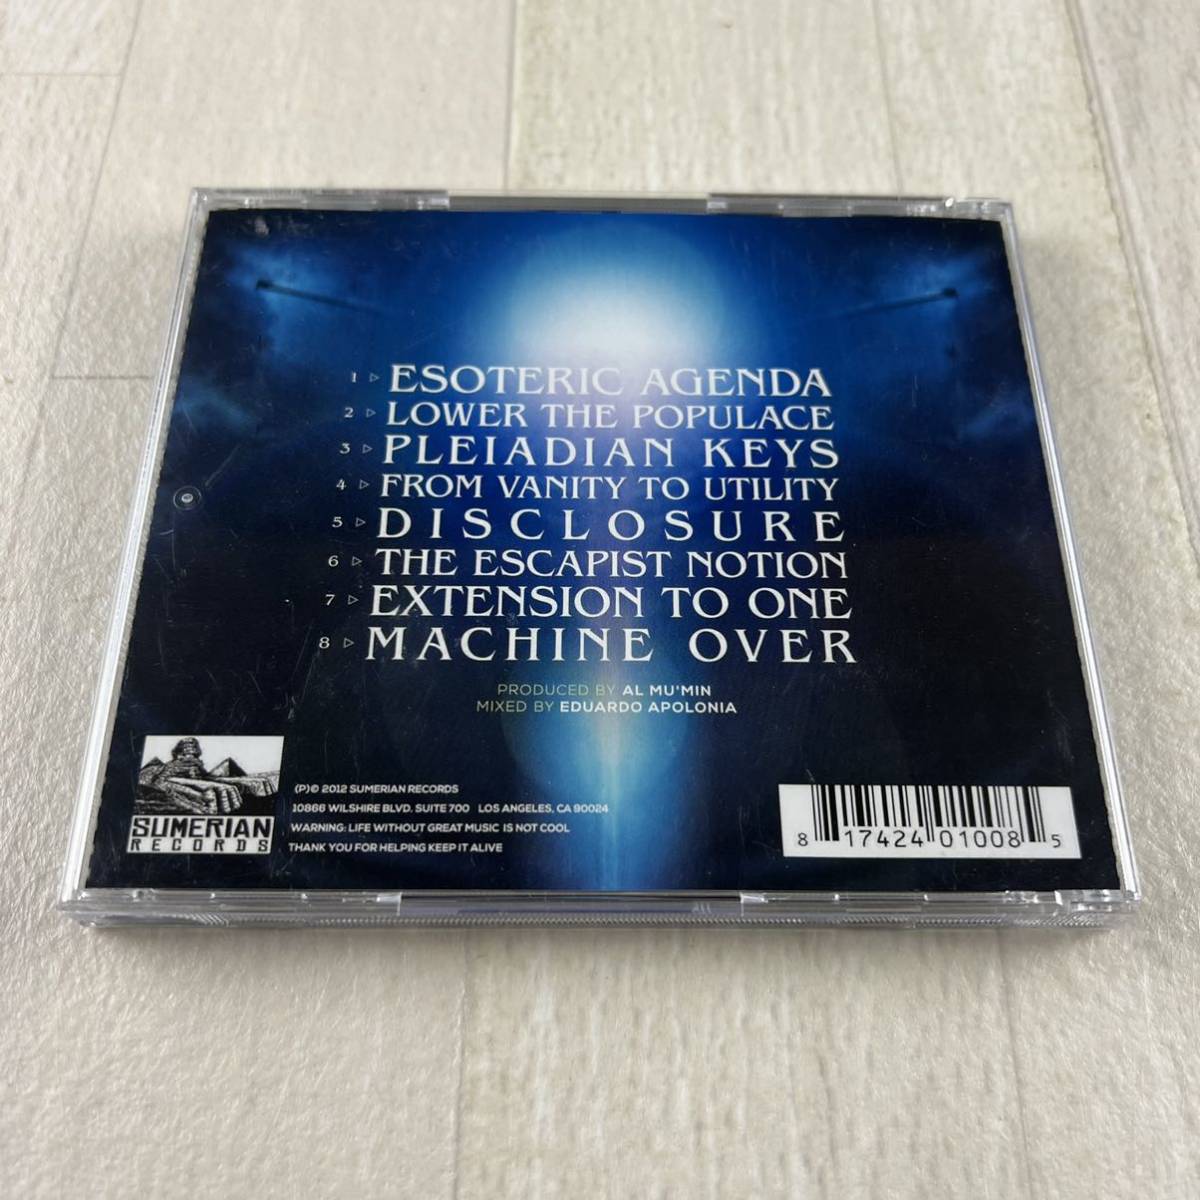 1 ▷ ESOTERIC AGENDA
2 ▷ LOWER THE POPULACE
3 ▷ PLEIADIAN KEYS
4 ▷ FROM VANITY TO UTILITY
5 ▷ DISCLOSURE
6 ▷ THE ESCAPIST NOTION
7 ▷ EXTENSION TO ONE
8 ▷ MACHINE OVER
PRODUCED BY AL MU'MIN
MIXED BY EDUARDO APOLONIA
SUMERIAN
RECORDS
(P)© 2012 SUMERIAN RECORDS
10866 WILSHIRE BLVD. SUITE 700 LOS ANGELES, CA 90024
WARNING: LIFE WITHOUT GREAT MUSIC IS NOT COOL
THANK YOU FOR HELPING KEEP IT ALIVE
8 17424 01008 5